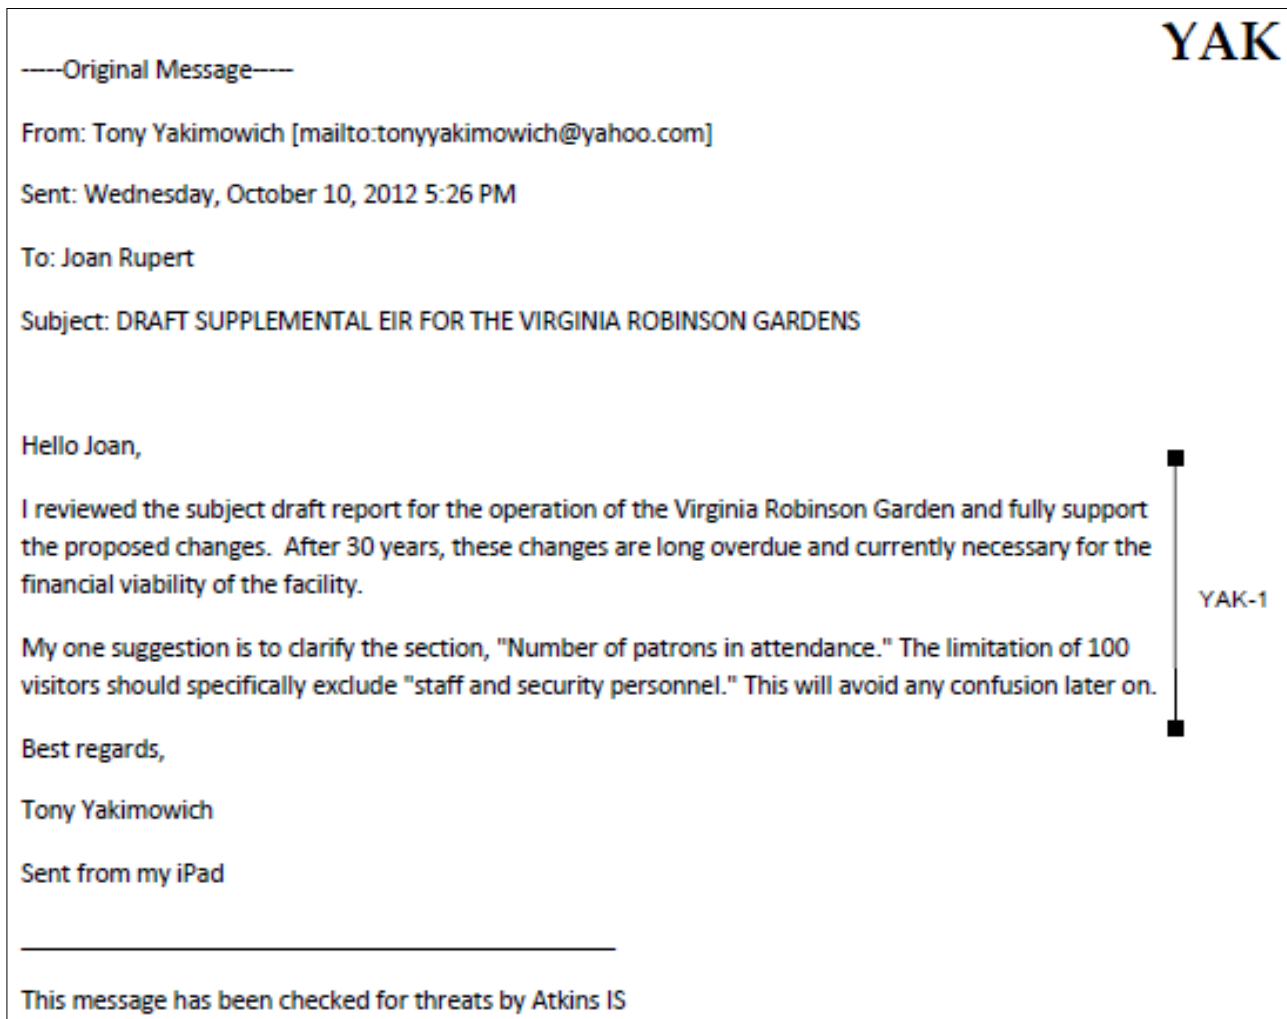 YAK
-----Original Message-----
From: Tony Yakimowich [mailto:tonyyakimowich@yahoo.com]
Sent: Wednesday, October 10, 2012 5:26 PM
To: Joan Rupert
Subject: DRAFT SUPPLEMENTAL EIR FOR THE VIRGINIA ROBINSON GARDENS
Hello Joan,
I reviewed the subject draft report for the operation of the Virginia Robinson Garden and fully support
the proposed changes.  After 30 years, these changes are long overdue and currently necessary for the
financial viability of the facility.
YAK-1
My one suggestion is to clarify the section, "Number of patrons in attendance." The limitation of 100
visitors should specifically exclude "staff and security personnel." This will avoid any confusion later on.
Best regards,
Tony Yakimowich
Sent from my iPad
This message has been checked for threats by Atkins IS